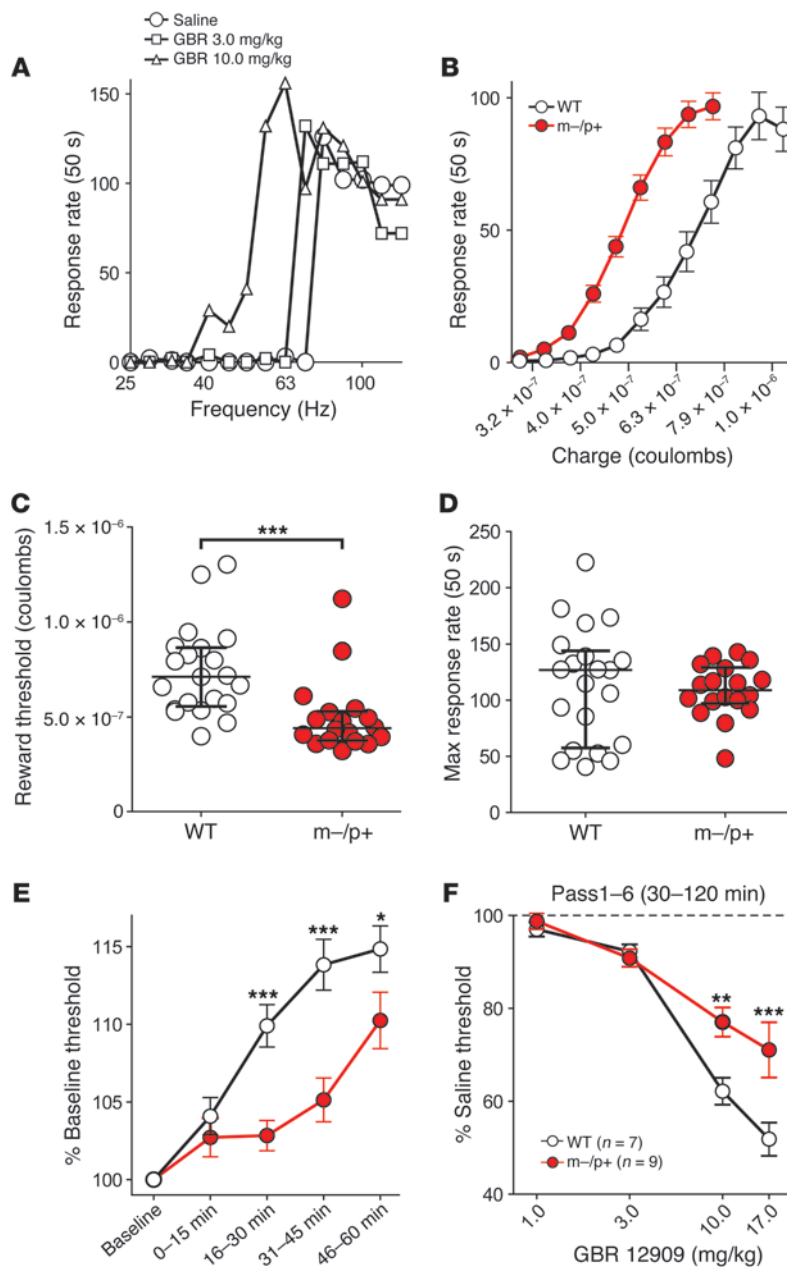 Saline
GBR 3.0 mg/kg
GBR 10.0 mg/kg
A
150
100
50
0
Response rate (50 s)
25
40
63
100
Frequency (Hz)
B
WT
m–/p+
100
50
0
Response rate (50 s)
3.2 × 10⁻⁷
4.0 × 10⁻⁷
5.0 × 10⁻⁷
6.3 × 10⁻⁷
7.9 × 10⁻⁷
1.0 × 10⁻⁶
Charge (coulombs)
C
1.5 × 10⁻⁶
1.0 × 10⁻⁶
5.0 × 10⁻⁷
0
Reward threshold (coulombs)
***
WT
m–/p+
D
250
200
150
100
50
0
Max response rate (50 s)
WT
m–/p+
E
115
110
105
100
% Baseline threshold
***
***
*
Baseline
0–15 min
16–30 min
31–45 min
46–60 min
F
Pass1–6 (30–120 min)
100
80
60
40
% Saline threshold
**
***
WT (n = 7)
m–/p+ (n = 9)
1.0
3.0
10.0
17.0
GBR 12909 (mg/kg)